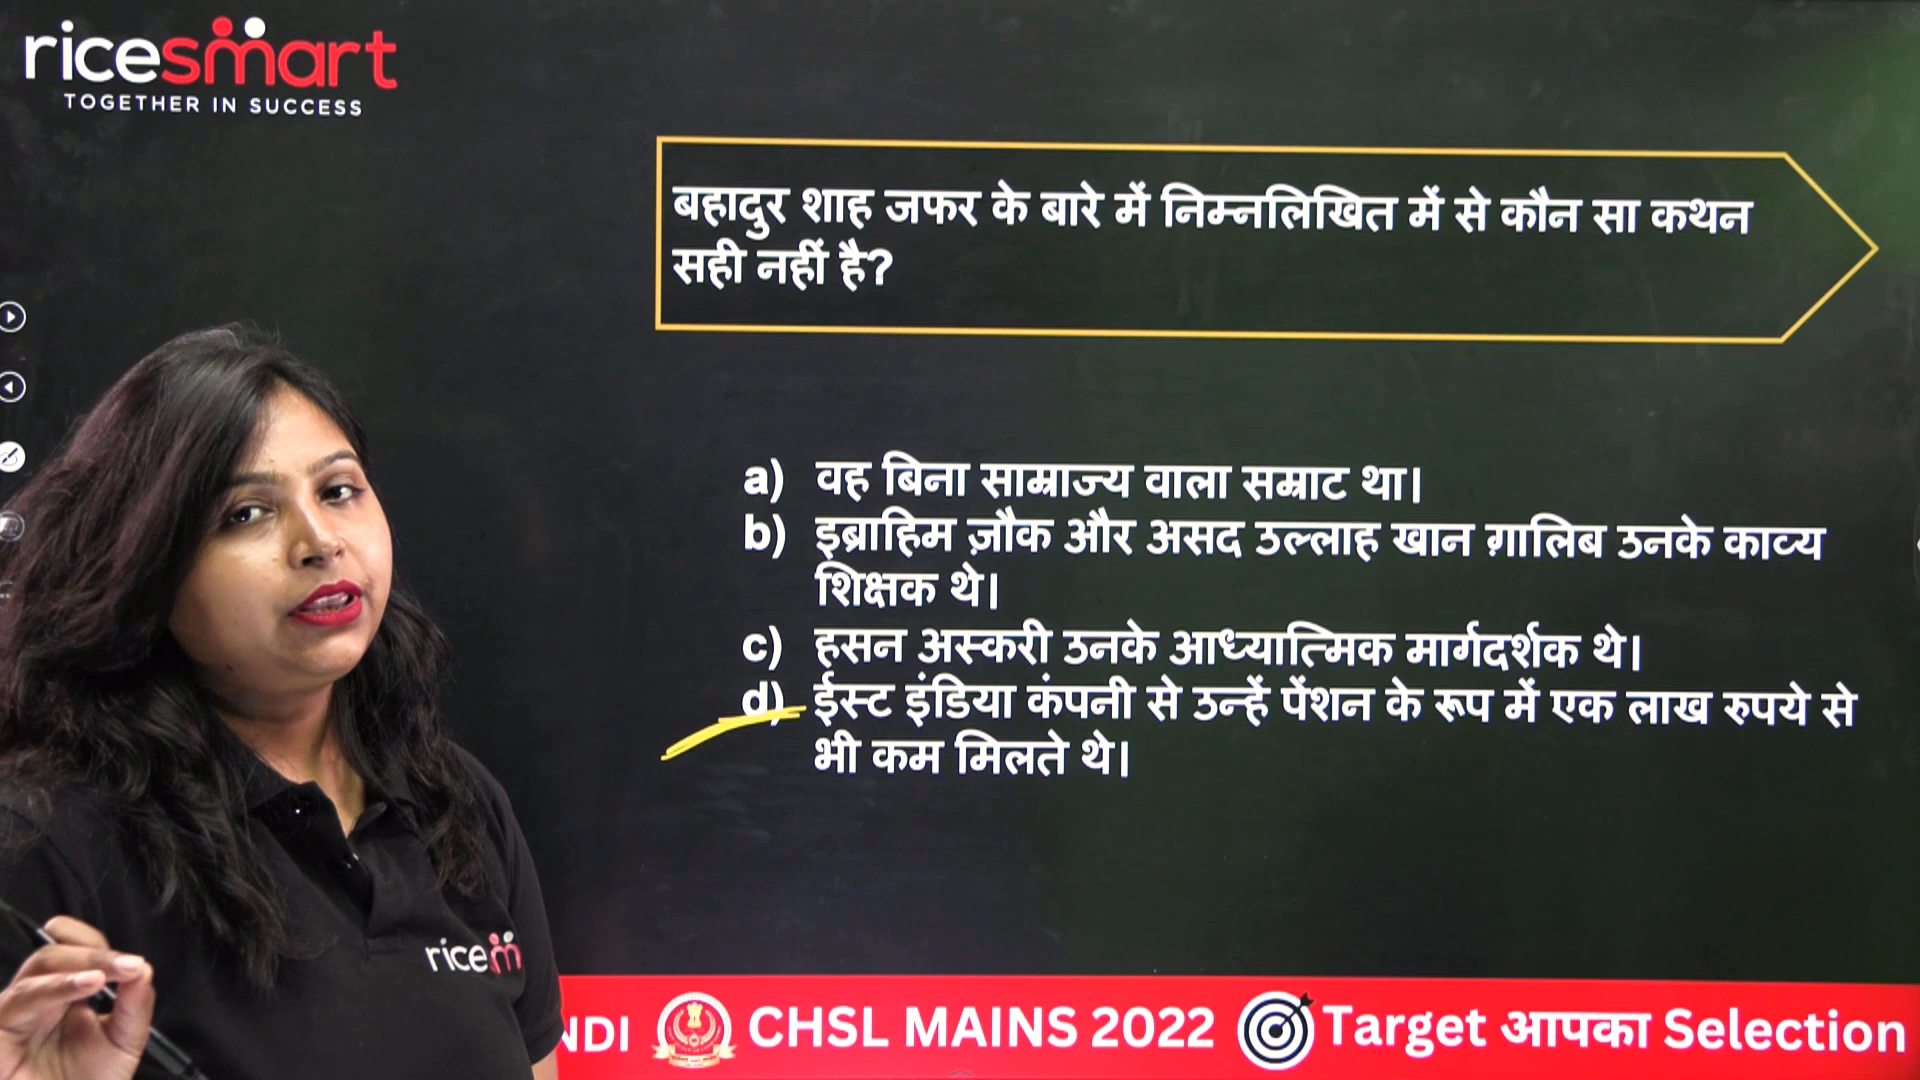 ricesmart
TOGETHER IN SUCCESS
बहादुर शाह जफर के बारे में निम्नलिखित में से कौन सा कथन
सही नहीं है?
a) वह बिना साम्राज्य वाला सम्राट था।
b) इब्राहिम ज़ौक और असद उल्लाह खान ग़ालिब उनके काव्य
शिक्षक थे।
c) हसन अस्करी उनके आध्यात्मिक मार्गदर्शक थे।
d) ईस्ट इंडिया कंपनी से उन्हें पेंशन के रूप में एक लाख रुपये से
भी कम मिलते थे।
ricesm
NDI CHSL MAINS 2022 Target आपका Selection